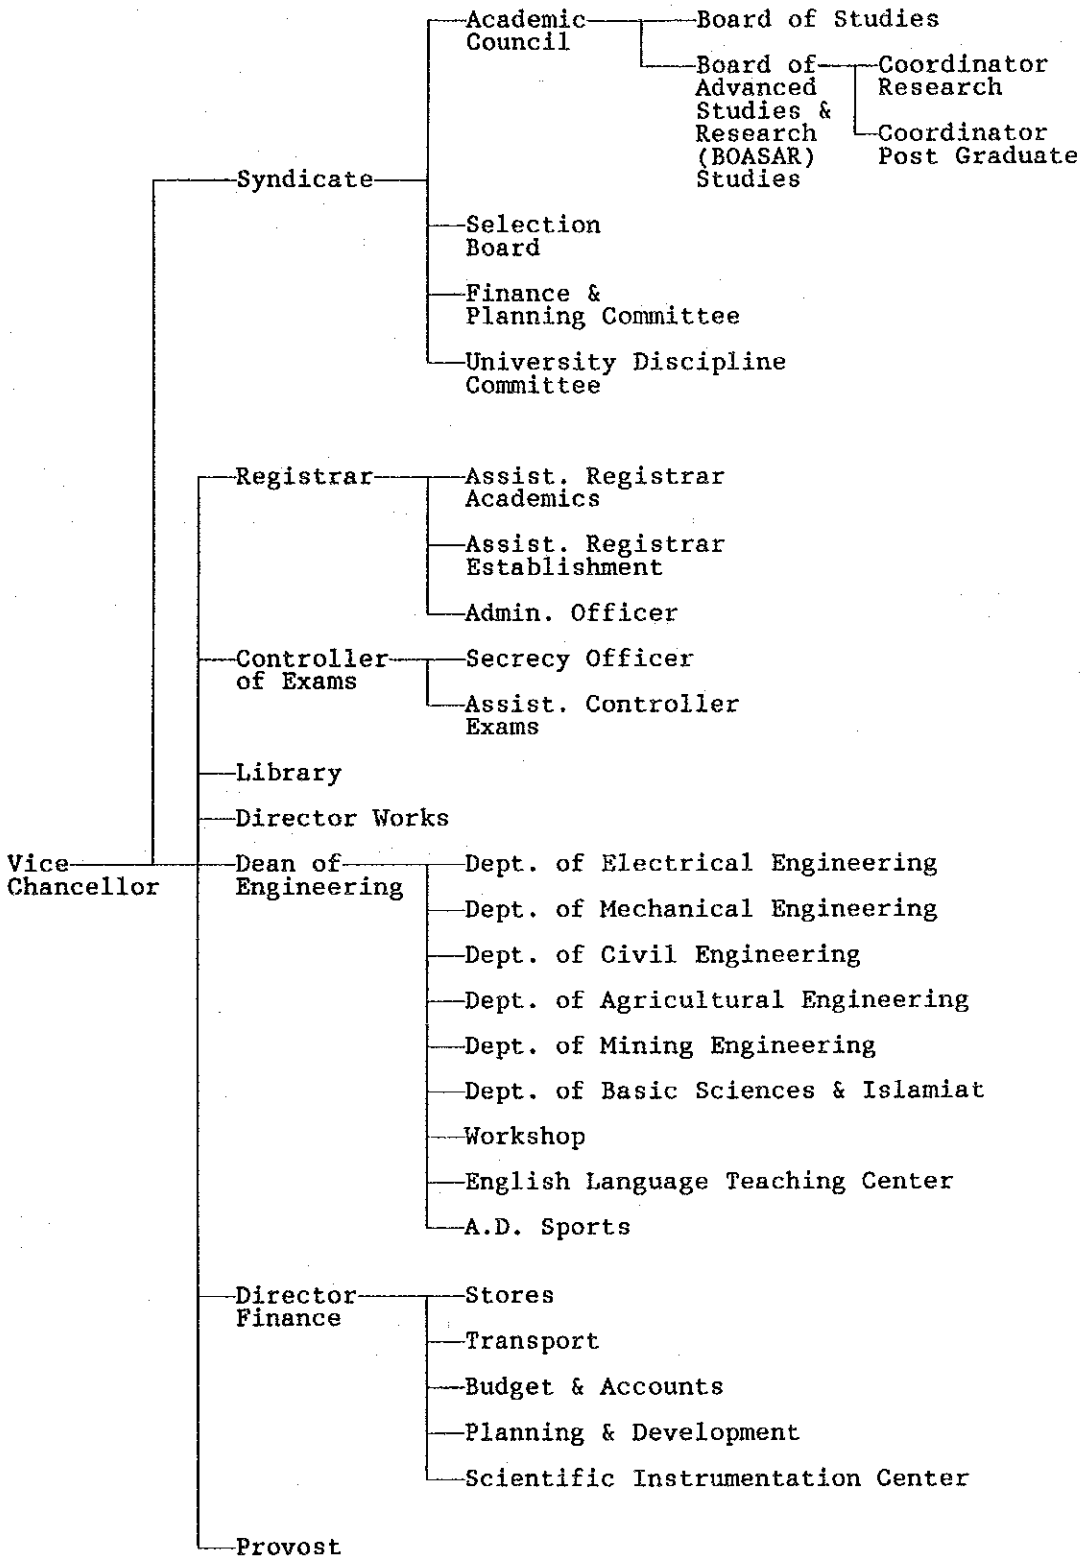 Academic
Council
Board of Studies
Board of
Advanced
Studies &
Research
(BOASAR)
Studies
Coordinator
Research
Coordinator
Post Graduate
Syndicate
Selection
Board
Finance &
Planning Committee
University Discipline
Committee
Registrar
Assist. Registrar
Academics
Assist. Registrar
Establishment
Admin. Officer
Controller
of Exams
Secrecy Officer
Assist. Controller
Exams
Library
Director Works
Vice
Chancellor
Dean of
Engineering
Dept. of Electrical Engineering
Dept. of Mechanical Engineering
Dept. of Civil Engineering
Dept. of Agricultural Engineering
Dept. of Mining Engineering
Dept. of Basic Sciences & Islamiat
Workshop
English Language Teaching Center
A.D. Sports
Director
Finance
Stores
Transport
Budget & Accounts
Planning & Development
Scientific Instrumentation Center
Provost